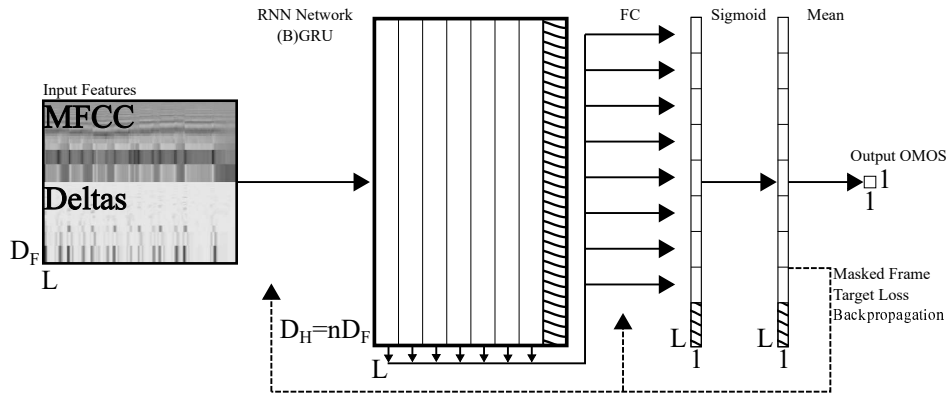 RNN Network
(B)GRU
FC
Sigmoid
Mean
Input Features
MFCC
Deltas
D_F
L
D_H=nD_F
L
L
1
L
1
Output OMOS
1
1
Masked Frame
Target Loss
Backpropagation